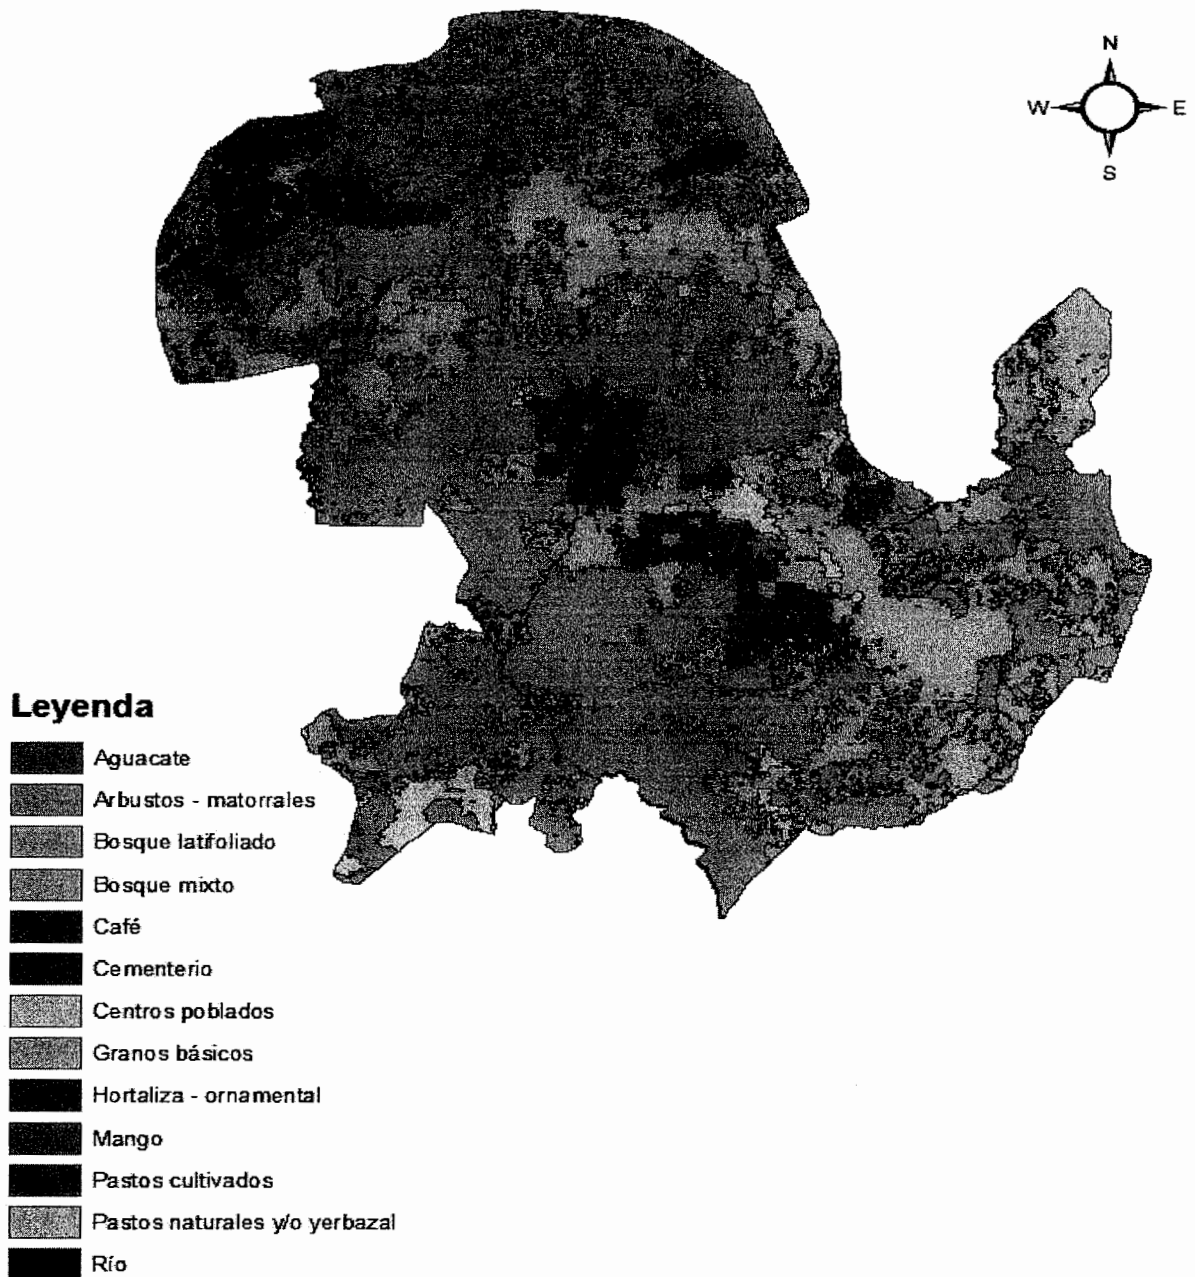 N
W E
S
Leyenda
Aguacate
Arbustos - matorrales
Bosque latifoliado
Bosque mixto
Café
Cementerio
Centros poblados
Granos básicos
Hortaliza - ornamental
Mango
Pastos cultivados
Pastos naturales y/o yerbazal
Río